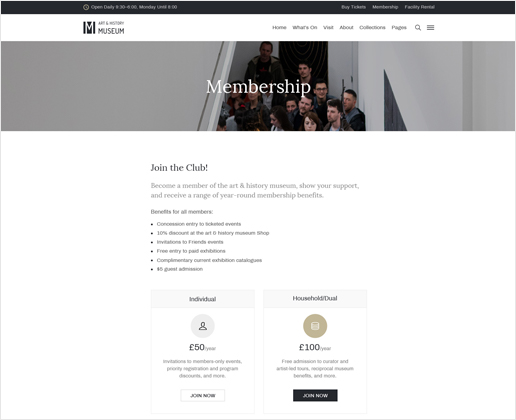 Open Daily 9:30–6:00, Monday Until 8:00
Buy Tickets Membership Facility Rental
ART & HISTORY
MUSEUM
Home What's On Visit About Collections Pages
Membership
Join the Club!
Become a member of the art & history museum, show your support,
and receive a range of year-round membership benefits.
Benefits for all members:
Concession entry to ticketed events
10% discount at the art & history museum Shop
Invitations to Friends events
Free entry to paid exhibitions
Complimentary current exhibition catalogues
$5 guest admission
Individual
£50/year
Invitations to members-only events,
priority registration and program
discounts, and more.
JOIN NOW
Household/Dual
£100/year
Free admission to curator and
artist-led tours, reciprocal museum
benefits, and more.
JOIN NOW